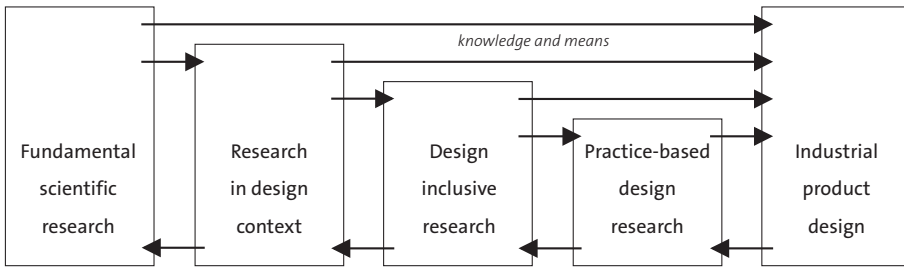 knowledge and means
Fundamental
scientific
research
Research
in design
context
Design
inclusive
research
Practice-based
design
research
Industrial
product
design